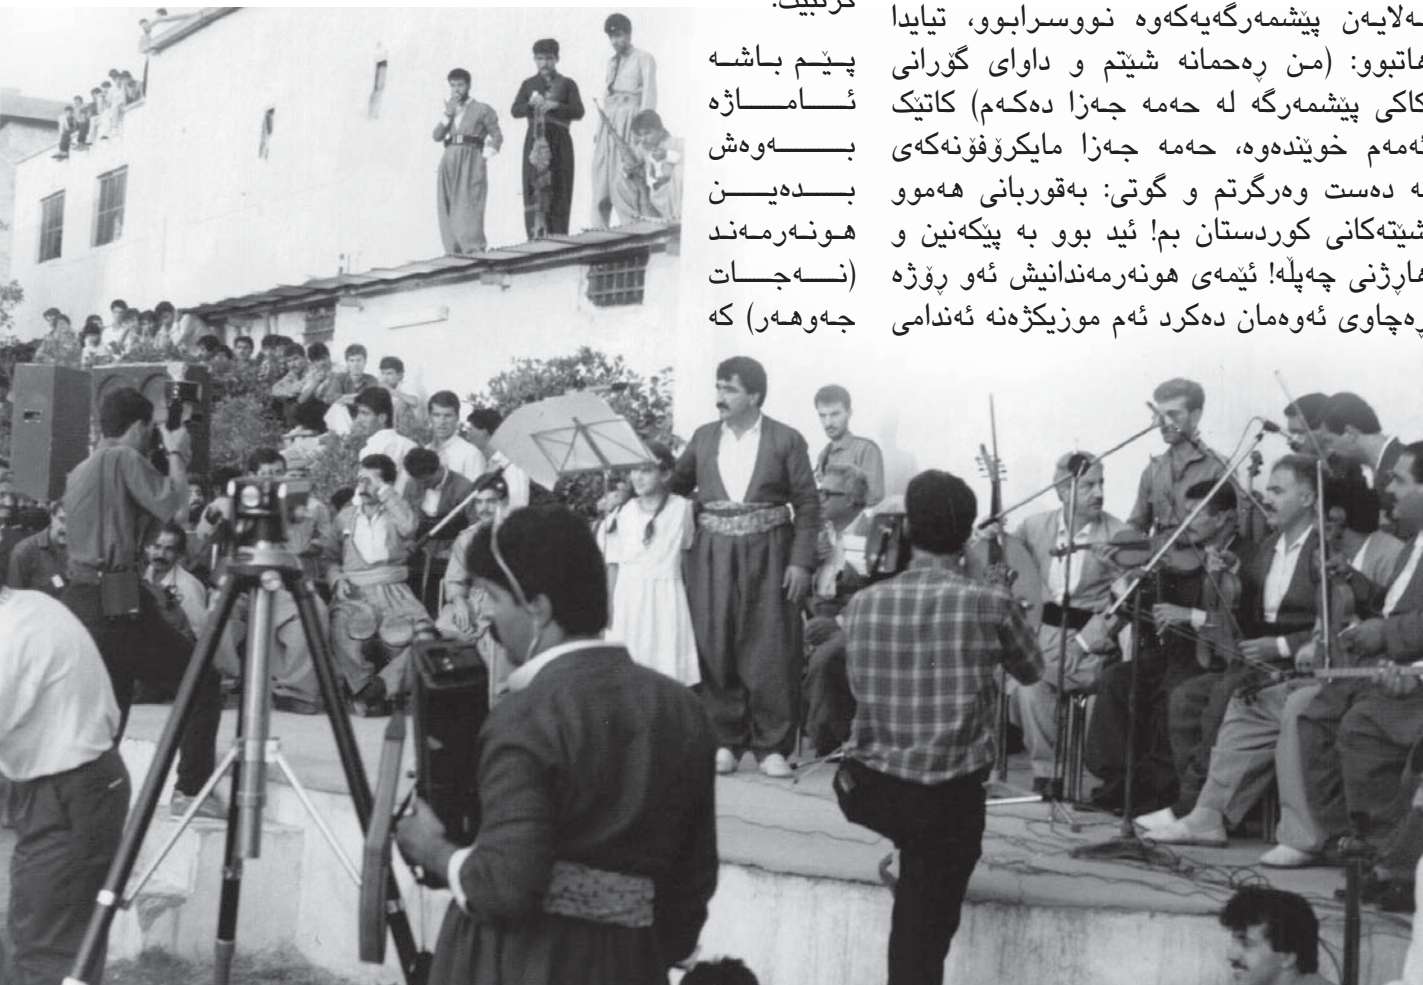 لەلایەن پێشمەرگەیەکەوە نووسرابوو، تیایدا
هاتبوو: (من ڕەحمانە شێتم و داوای گۆرانی
کاکی پێشمەرگە لە حەمە جەزا دەکەم) کاتێک
ئەمەم خوێندەوە، حەمە جەزا مایکرۆفۆنەکەی
لە دەست وەرگرتم و گوتی: بەقوربانی هەموو
شێتەکانی کوردستان بم! ئید بوو بە پێکەنین و
هاڕژنی چەپڵە! ئێمەی هونەرمەندانیش ئەو ڕۆژە
ڕەچاوی ئەوەمان دەکرد ئەم موزیکژەنە ئەندامی
گرتبێت.
پێم باشە
ئاماژە
بەوەش
بدەین
هونەرمەند
(نەجات
جەوهەر) کە